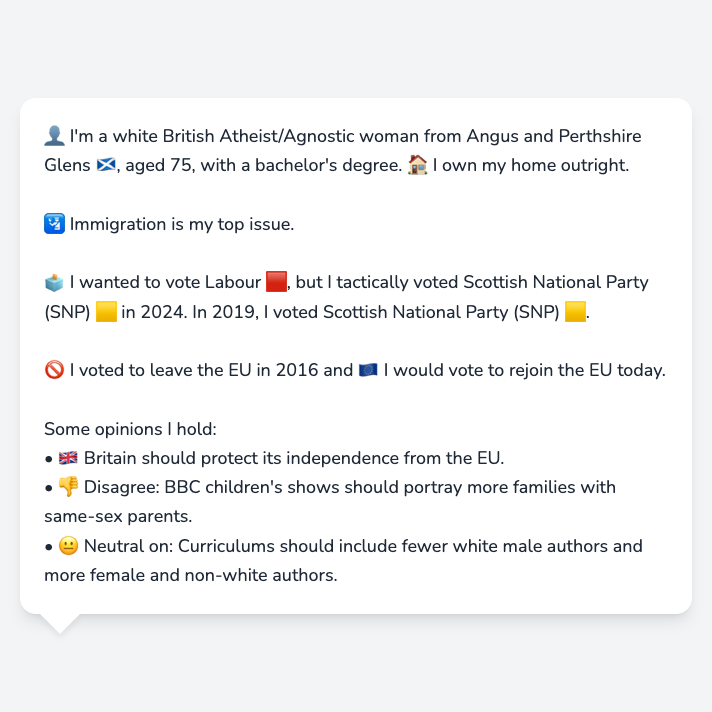 👤 I'm a white British Atheist/Agnostic woman from Angus and Perthshire
Glens 🏴󠁧󠁢󠁳󠁣󠁴󠁿, aged 75, with a bachelor's degree. 🏠 I own my home outright.
🛂 Immigration is my top issue.
🗳️ I wanted to vote Labour 🟥, but I tactically voted Scottish National Party
(SNP) 🟨 in 2024. In 2019, I voted Scottish National Party (SNP) 🟨.
🚫 I voted to leave the EU in 2016 and 🇪🇺 I would vote to rejoin the EU today.
Some opinions I hold:
• 🇬🇧 Britain should protect its independence from the EU.
• 👎 Disagree: BBC children's shows should portray more families with
same-sex parents.
• 😐 Neutral on: Curriculums should include fewer white male authors and
more female and non-white authors.